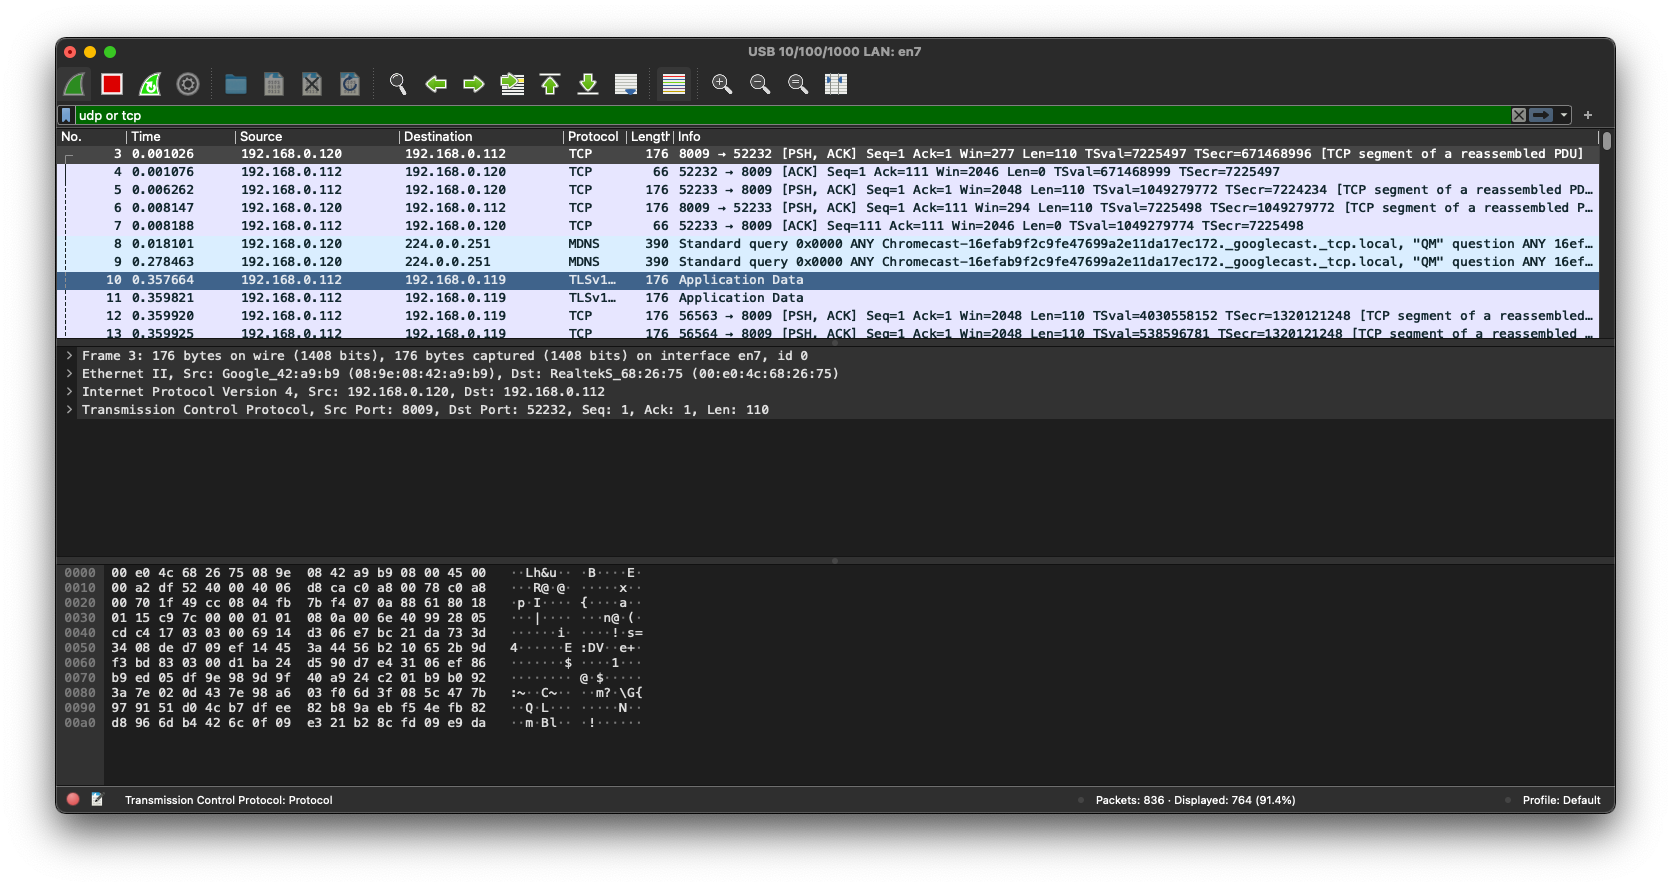 USB 10/100/1000 LAN: en7
udp or tcp
No. Time Source Destination Protocol Length Info
3 0.001026 192.168.0.120 192.168.0.112 TCP 176 8009 → 52232 [PSH, ACK] Seq=1 Ack=1 Win=277 Len=110 TSval=7225497 TSecr=671468996 [TCP segment of a reassembled PDU]
4 0.001076 192.168.0.112 192.168.0.120 TCP 66 52232 → 8009 [ACK] Seq=1 Ack=111 Win=2046 Len=0 TSval=671468999 TSecr=7225497
5 0.006262 192.168.0.112 192.168.0.120 TCP 176 52233 → 8009 [PSH, ACK] Seq=1 Ack=1 Win=2048 Len=110 TSval=1049279772 TSecr=7224234 [TCP segment of a reassembled PD…
6 0.008147 192.168.0.120 192.168.0.112 TCP 176 8009 → 52233 [PSH, ACK] Seq=1 Ack=111 Win=294 Len=110 TSval=7225498 TSecr=1049279772 [TCP segment of a reassembled P…
7 0.008188 192.168.0.112 192.168.0.120 TCP 66 52233 → 8009 [ACK] Seq=111 Ack=111 Win=2046 Len=0 TSval=1049279774 TSecr=7225498
8 0.018101 192.168.0.120 224.0.0.251 MDNS 390 Standard query 0x0000 ANY Chromecast-16efab9f2c9fe47699a2e11da17ec172._googlecast._tcp.local, "QM" question ANY 16ef…
9 0.278463 192.168.0.120 224.0.0.251 MDNS 390 Standard query 0x0000 ANY Chromecast-16efab9f2c9fe47699a2e11da17ec172._googlecast._tcp.local, "QM" question ANY 16ef…
10 0.357664 192.168.0.112 192.168.0.119 TLSv1… 176 Application Data
11 0.359821 192.168.0.112 192.168.0.119 TLSv1… 176 Application Data
12 0.359920 192.168.0.112 192.168.0.119 TCP 176 56563 → 8009 [PSH, ACK] Seq=1 Ack=1 Win=2048 Len=110 TSval=4030558152 TSecr=1320121248 [TCP segment of a reassembled…
13 0.359925 192.168.0.112 192.168.0.119 TCP 176 56564 → 8009 [PSH, ACK] Seq=1 Ack=1 Win=2048 Len=110 TSval=538596781 TSecr=1320121248 [TCP segment of a reassembled …
Frame 3: 176 bytes on wire (1408 bits), 176 bytes captured (1408 bits) on interface en7, id 0
Ethernet II, Src: Google_42:a9:b9 (08:9e:08:42:a9:b9), Dst: RealtekS_68:26:75 (00:e0:4c:68:26:75)
Internet Protocol Version 4, Src: 192.168.0.120, Dst: 192.168.0.112
Transmission Control Protocol, Src Port: 8009, Dst Port: 52232, Seq: 1, Ack: 1, Len: 110
0000 00 e0 4c 68 26 75 08 9e 08 42 a9 b9 08 00 45 00 ··Lh&u·· ·B····E·
0010 00 a2 df 52 40 00 40 06 d8 ca c0 a8 00 78 c0 a8 ···R@·@· ·····x··
0020 00 70 1f 49 cc 08 04 fb 7b f4 07 0a 88 61 80 18 ·p·I···· {····a··
0030 01 15 c9 7c 00 00 01 01 08 0a 00 6e 40 99 28 05 ···|···· ···n@·(·
0040 cd c4 17 03 03 00 69 14 d3 06 e7 bc 21 da 73 3d ······i· ····!·s=
0050 34 08 de d7 09 ef 14 45 3a 44 56 b2 10 65 2b 9d 4······E :DV··e+·
0060 f3 bd 83 03 00 d1 ba 24 d5 90 d7 e4 31 06 ef 86 ·······$ ····1···
0070 b9 ed 05 df 9e 98 9d 9f 40 a9 24 c2 01 b9 b0 92 ········ @·$·····
0080 3a 7e 02 0d 43 7e 98 a6 03 f0 6d 3f 08 5c 47 7b :~··C~·· ··m?·\G{
0090 97 91 51 d0 4c b7 df ee 82 b8 9a eb f5 4e fb 82 ··Q·L··· ·····N··
00a0 d8 96 6d b4 42 6c 0f 09 e3 21 b2 8c fd 09 e9 da ··m·Bl·· ·!······
Transmission Control Protocol: Protocol
Packets: 836 · Displayed: 764 (91.4%)
Profile: Default